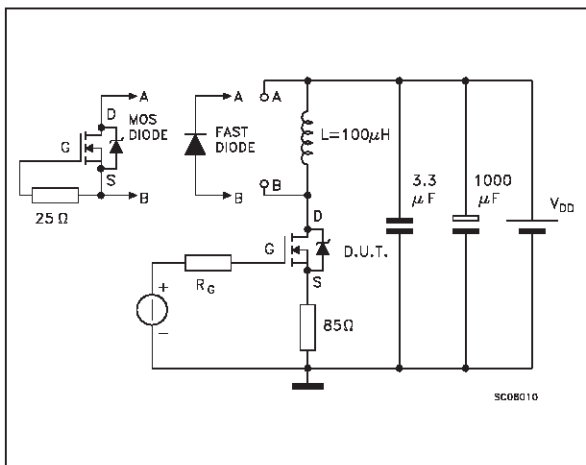 A
D
MOS
DIODE
G
S
B
25 Ω
A
FAST
DIODE
B
A
L=100μH
B
D
G
D.U.T.
S
RG
85Ω
+
−
3.3
μF
1000
μF
VDD
SC08010